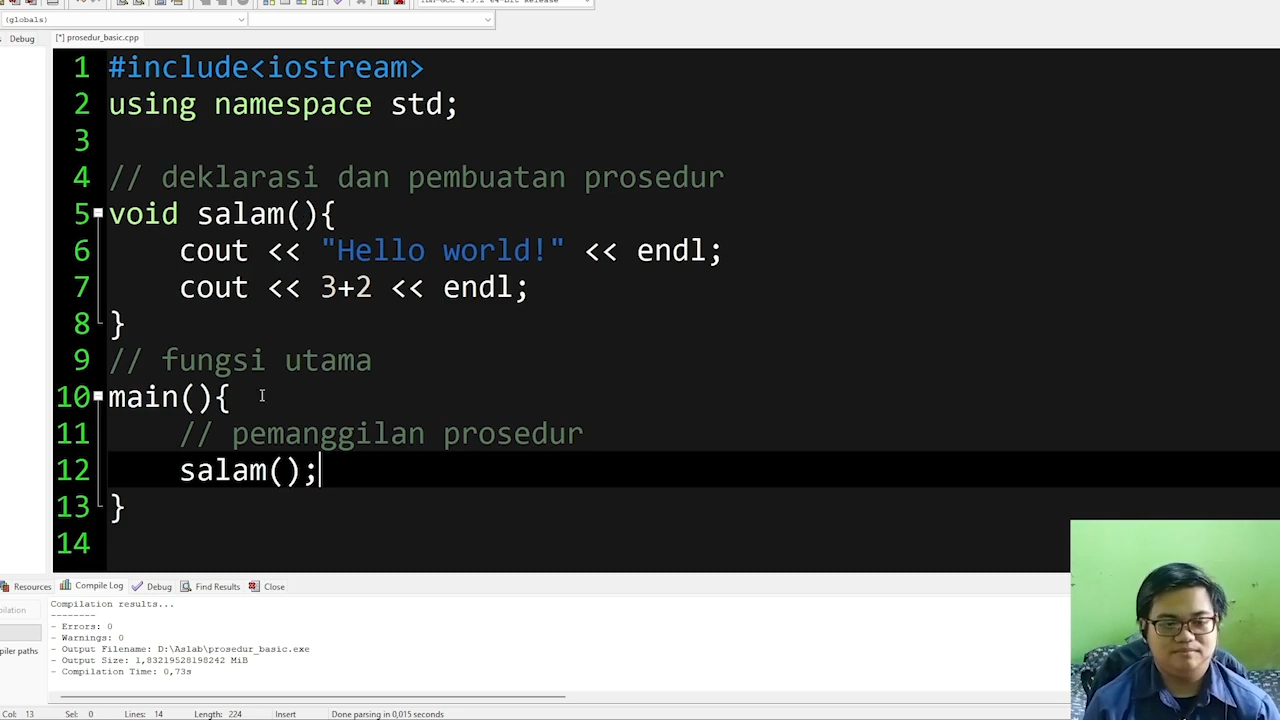 (globals)
Debug
[*] prosedur_basic.cpp
1 #include<iostream>
2 using namespace std;
3
4 // deklarasi dan pembuatan prosedur
5 void salam(){
6 cout << "Hello world!" << endl;
7 cout << 3+2 << endl;
8 }
9 // fungsi utama
10 main(){
11 // pemanggilan prosedur
12 salam();
13 }
14
Resources Compile Log Debug Find Results Close
Compilation results...
--------
- Errors: 0
- Warnings: 0
- Output Filename: D:\Aslab\prosedur_basic.exe
- Output Size: 1,83219528198242 MiB
- Compilation Time: 0,73s
Col: 13 Sel: 0 Lines: 14 Length: 224 Insert Done parsing in 0,015 seconds